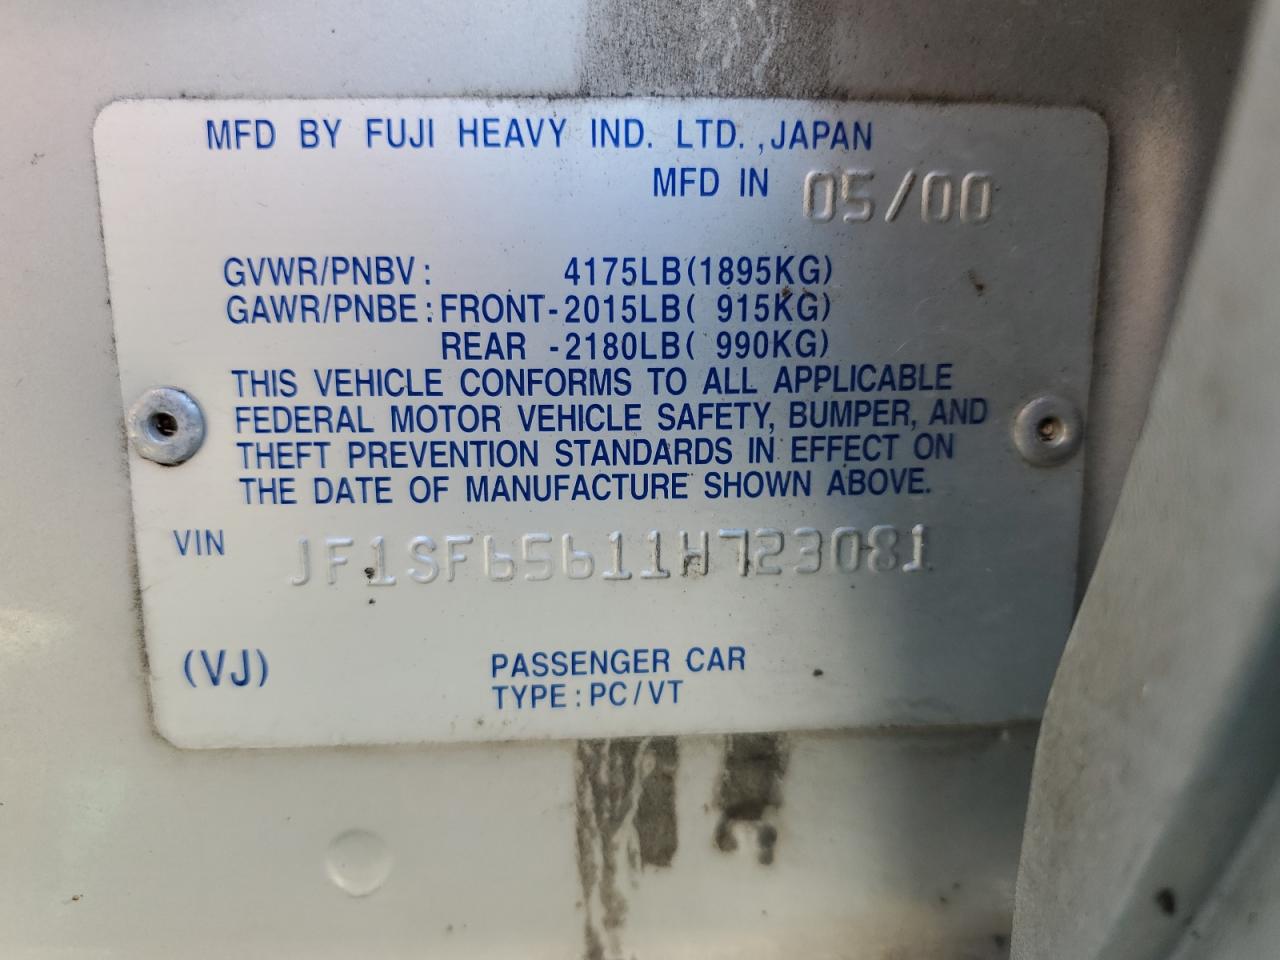 MFD BY FUJI HEAVY IND. LTD.,JAPAN
MFD IN 05/00
GVWR/PNBV: 4175LB(1895KG)
GAWR/PNBE:FRONT-2015LB( 915KG)
REAR -2180LB( 990KG)
THIS VEHICLE CONFORMS TO ALL APPLICABLE
FEDERAL MOTOR VEHICLE SAFETY, BUMPER, AND
THEFT PREVENTION STANDARDS IN EFFECT ON
THE DATE OF MANUFACTURE SHOWN ABOVE.
VIN JF1SF65611H723081
(VJ) PASSENGER CAR
TYPE:PC/VT